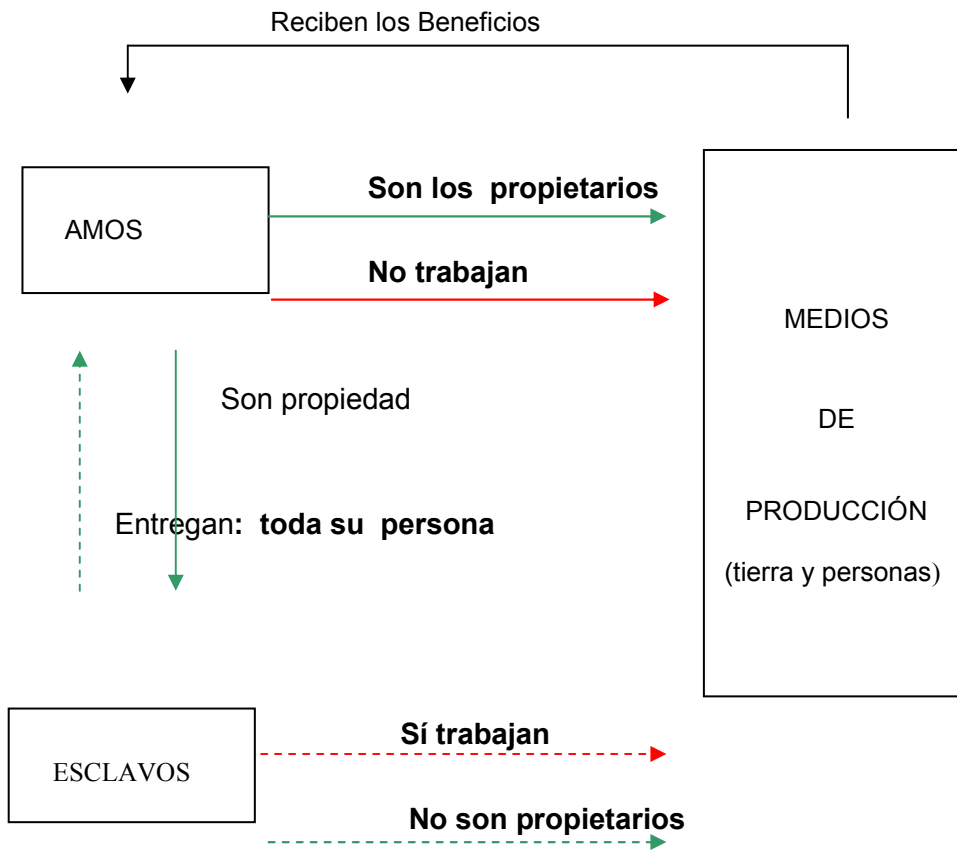 Reciben los Beneficios
Son los propietarios
AMOS
No trabajan
MEDIOS
DE
PRODUCCIÓN
(tierra y personas)
Son propiedad
Entregan: toda su persona
Sí trabajan
ESCLAVOS
No son propietarios